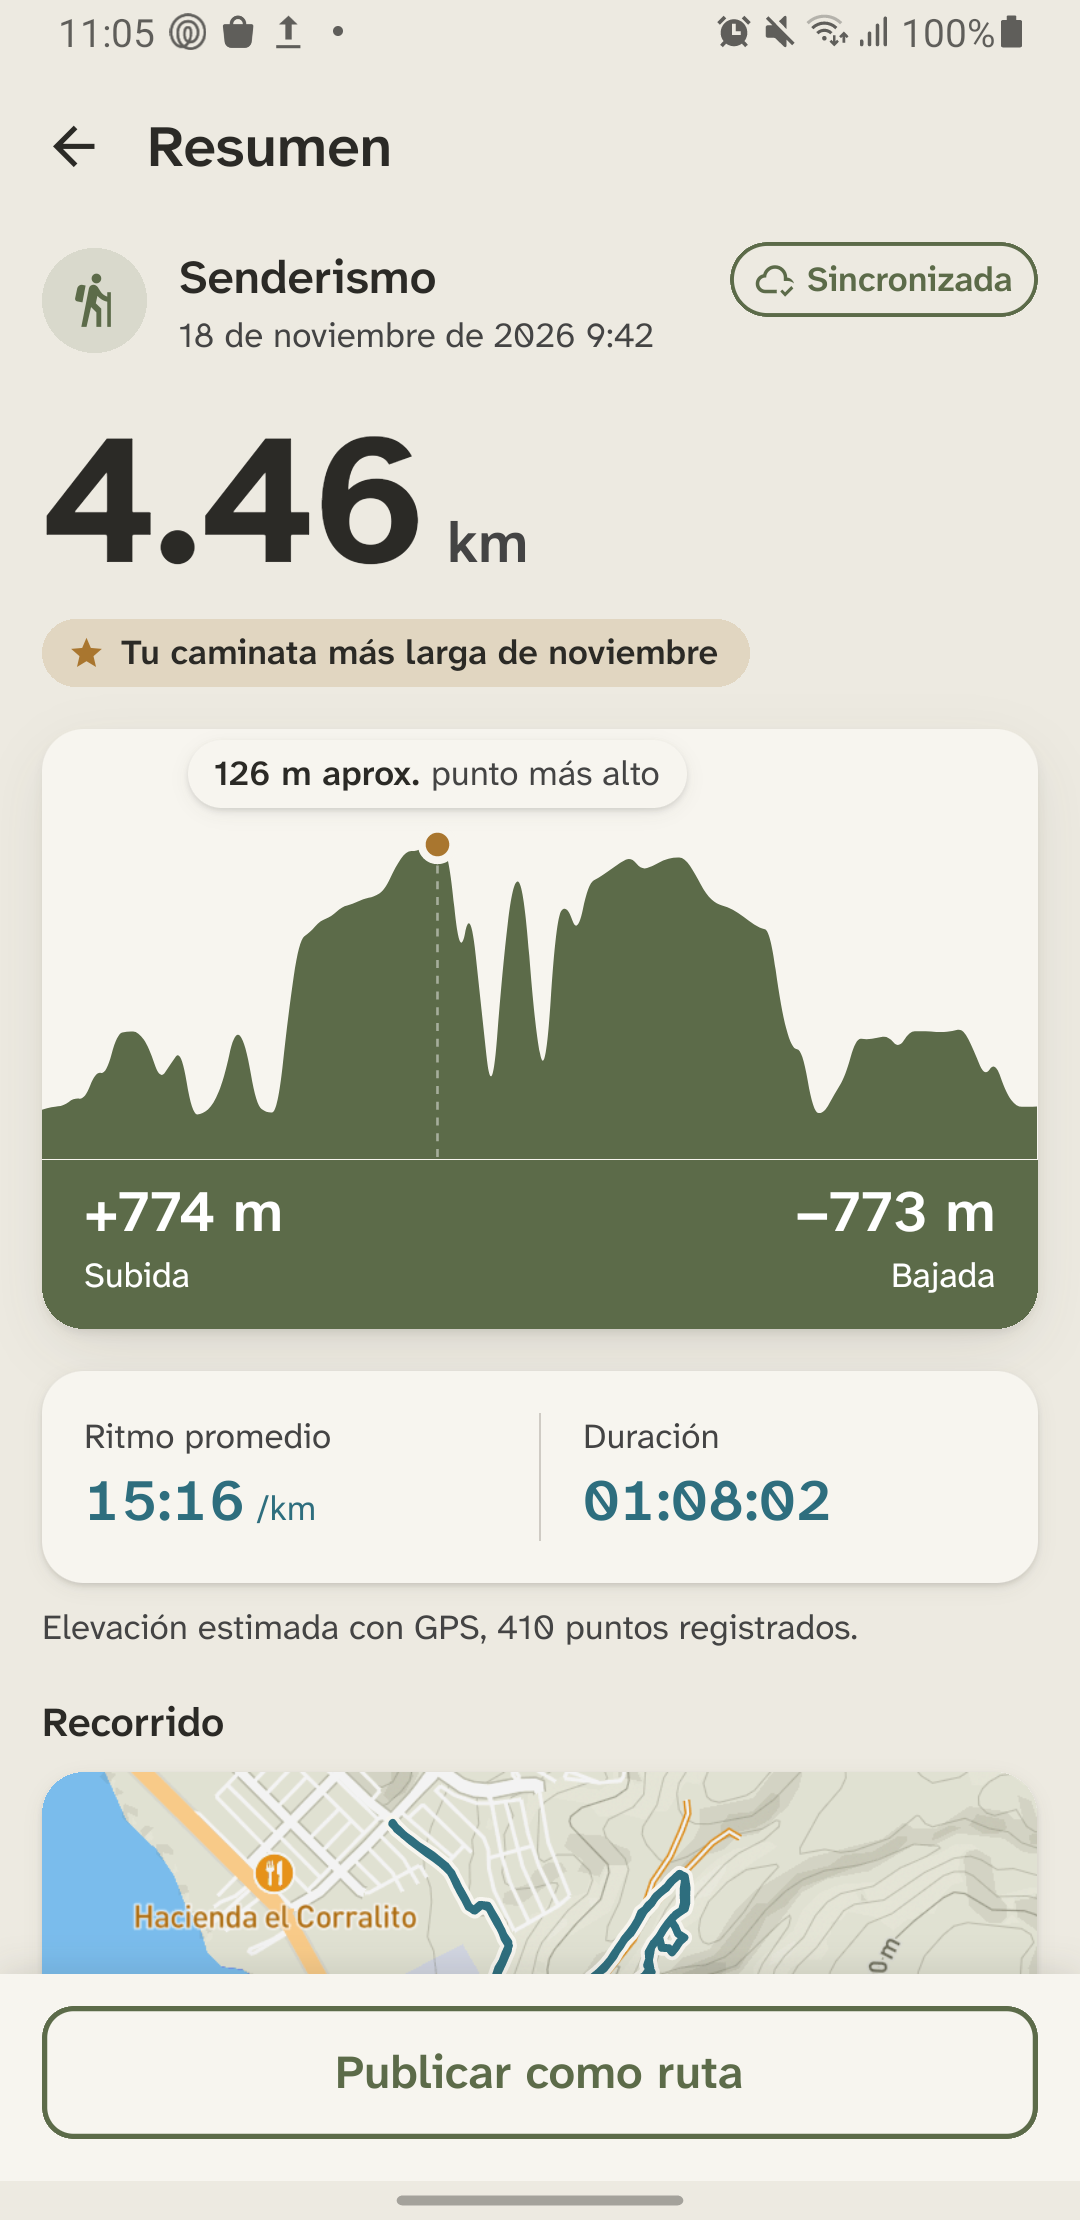 11:05
100%
Resumen
Senderismo
Sincronizada
18 de noviembre de 2026 9:42
4.46 km
Tu caminata más larga de noviembre
126 m aprox. punto más alto
+774 m
–773 m
Subida
Bajada
Ritmo promedio
Duración
15:16 /km
01:08:02
Elevación estimada con GPS, 410 puntos registrados.
Recorrido
Hacienda el Corralito
0 m
Publicar como ruta